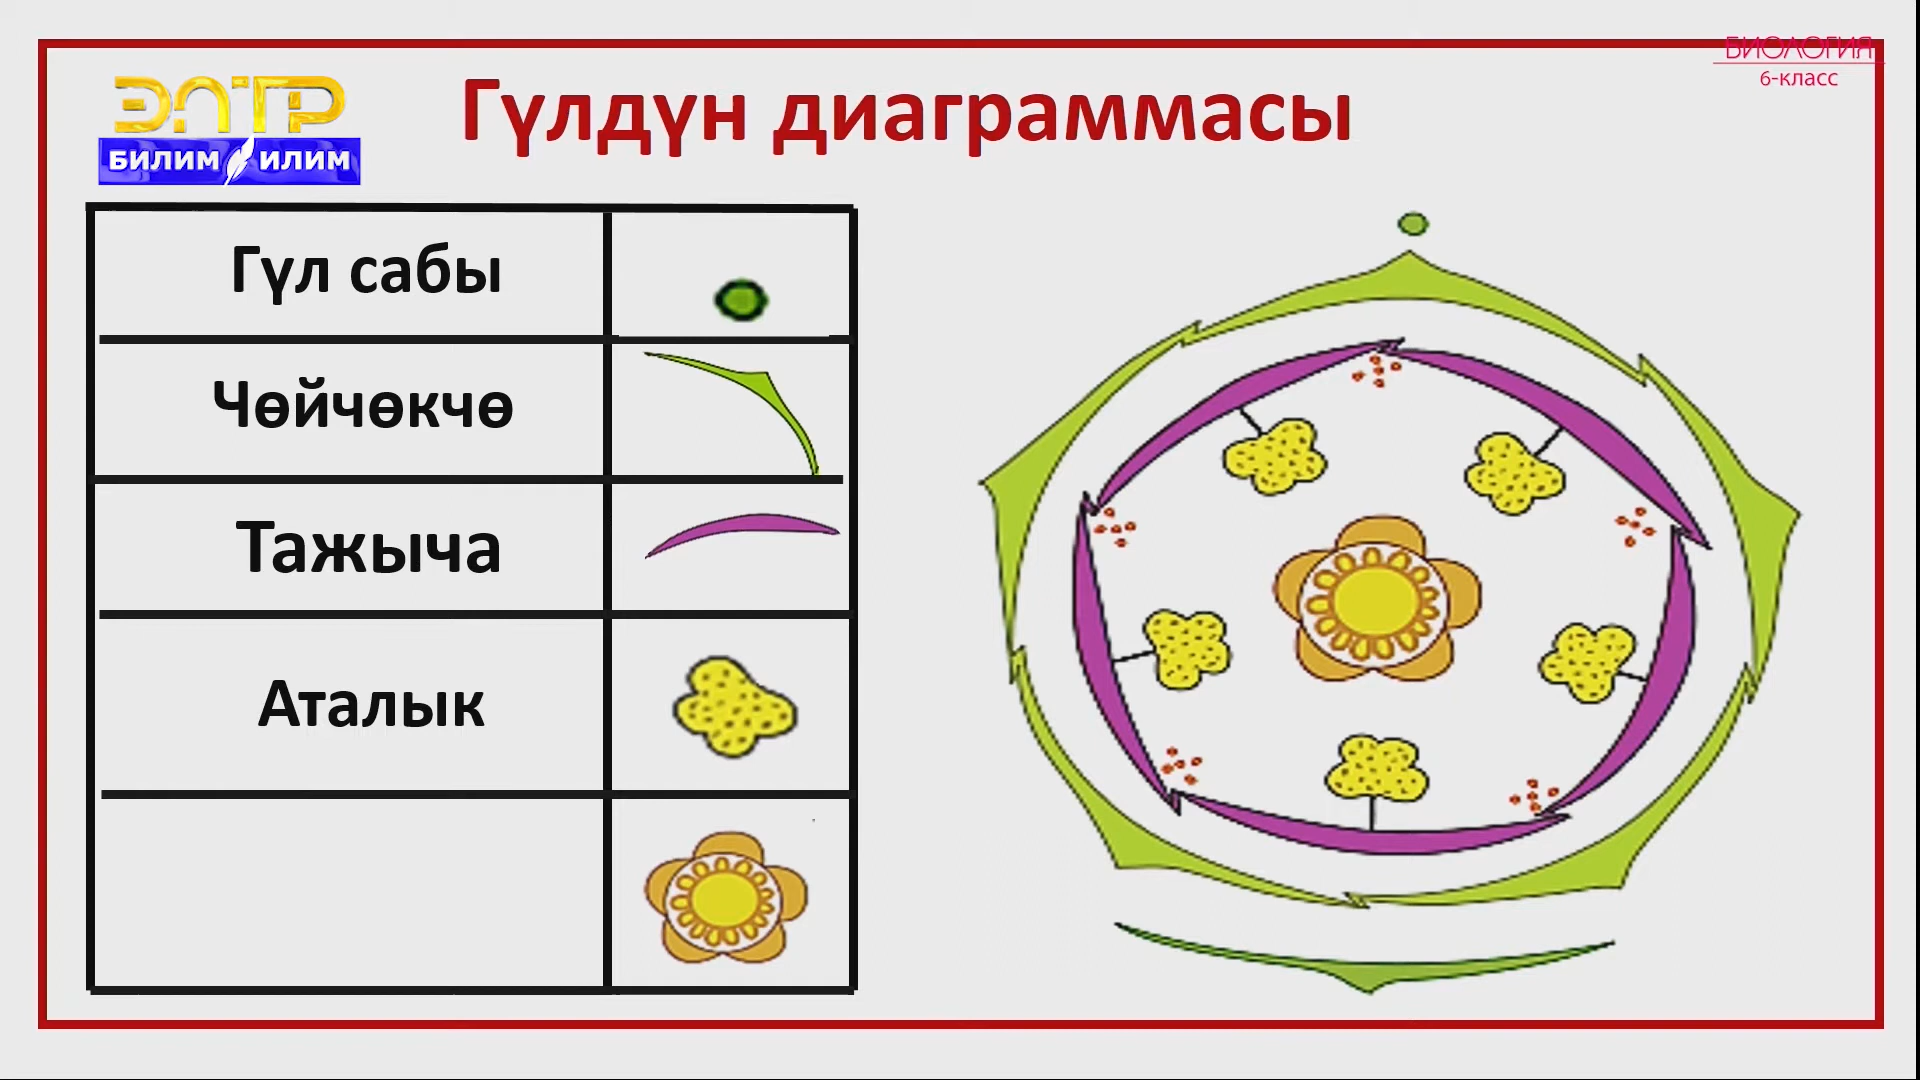 БИОЛОГИЯ
6-класс
ЭЛТР
БИЛИМ ИЛИМ
Гүлдүн диаграммасы
Гүл сабы
Чөйчөкчө
Тажыча
Аталык